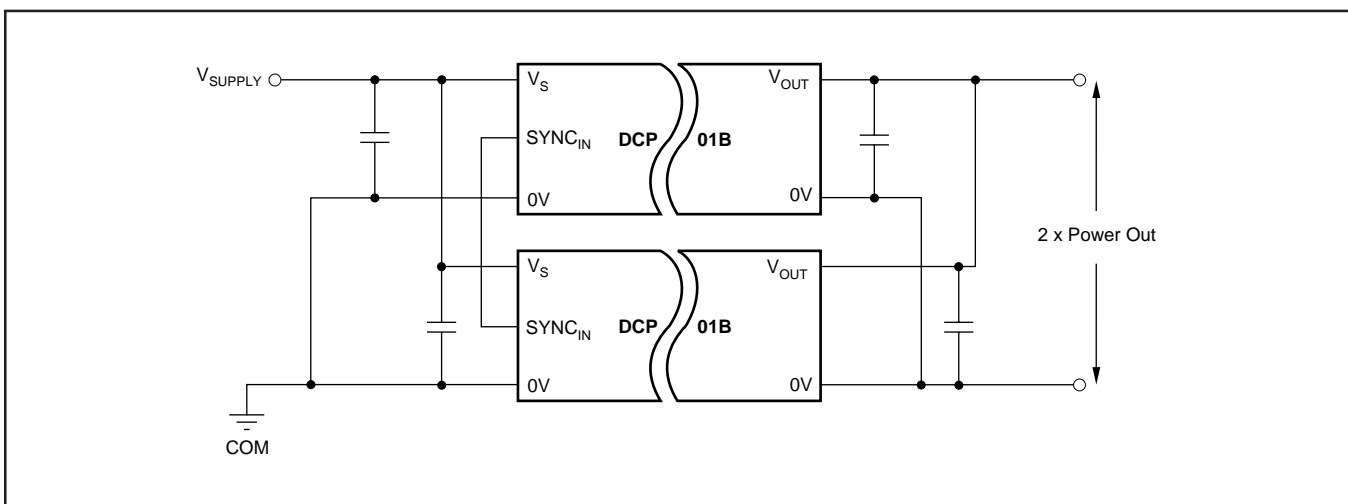 VSUPPLY
VS
VOUT
SYNCIN
DCP
01B
0V
0V
2 x Power Out
VS
VOUT
SYNCIN
DCP
01B
0V
0V
COM